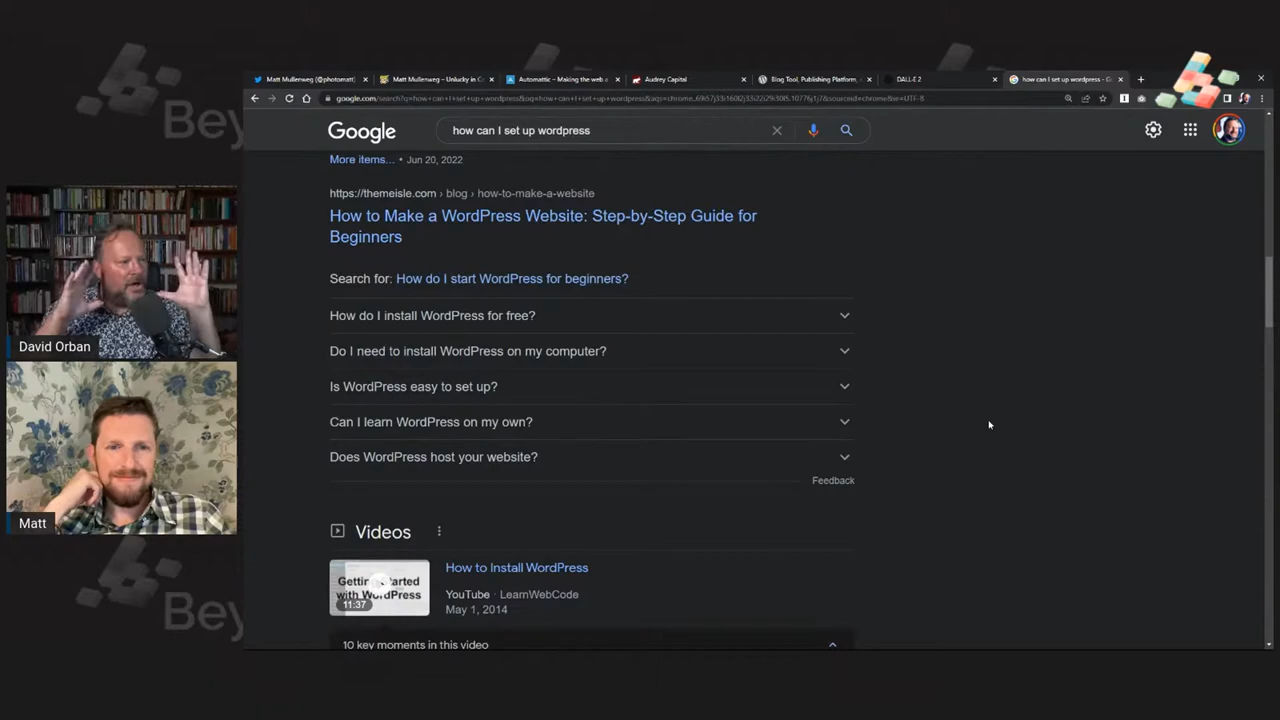 Matt Mullenweg (@photomatt)
Matt Mullenweg – Unlucky in C
Automattic – Making the web a
Audrey Capital
Blog Tool, Publishing Platform,
DALL·E 2
how can I set up wordpress - G
Google
how can I set up wordpress
More items... • Jun 20, 2022
https://themeisle.com › blog › how-to-make-a-website
How to Make a WordPress Website: Step-by-Step Guide for
Beginners
Search for: How do I start WordPress for beginners?
How do I install WordPress for free?
Do I need to install WordPress on my computer?
Is WordPress easy to set up?
Can I learn WordPress on my own?
Does WordPress host your website?
Feedback
Videos
Getting Started
with WordPress
11:37
How to Install WordPress
YouTube · LearnWebCode
May 1, 2014
10 key moments in this video
David Orban
Matt
Bey
Bey